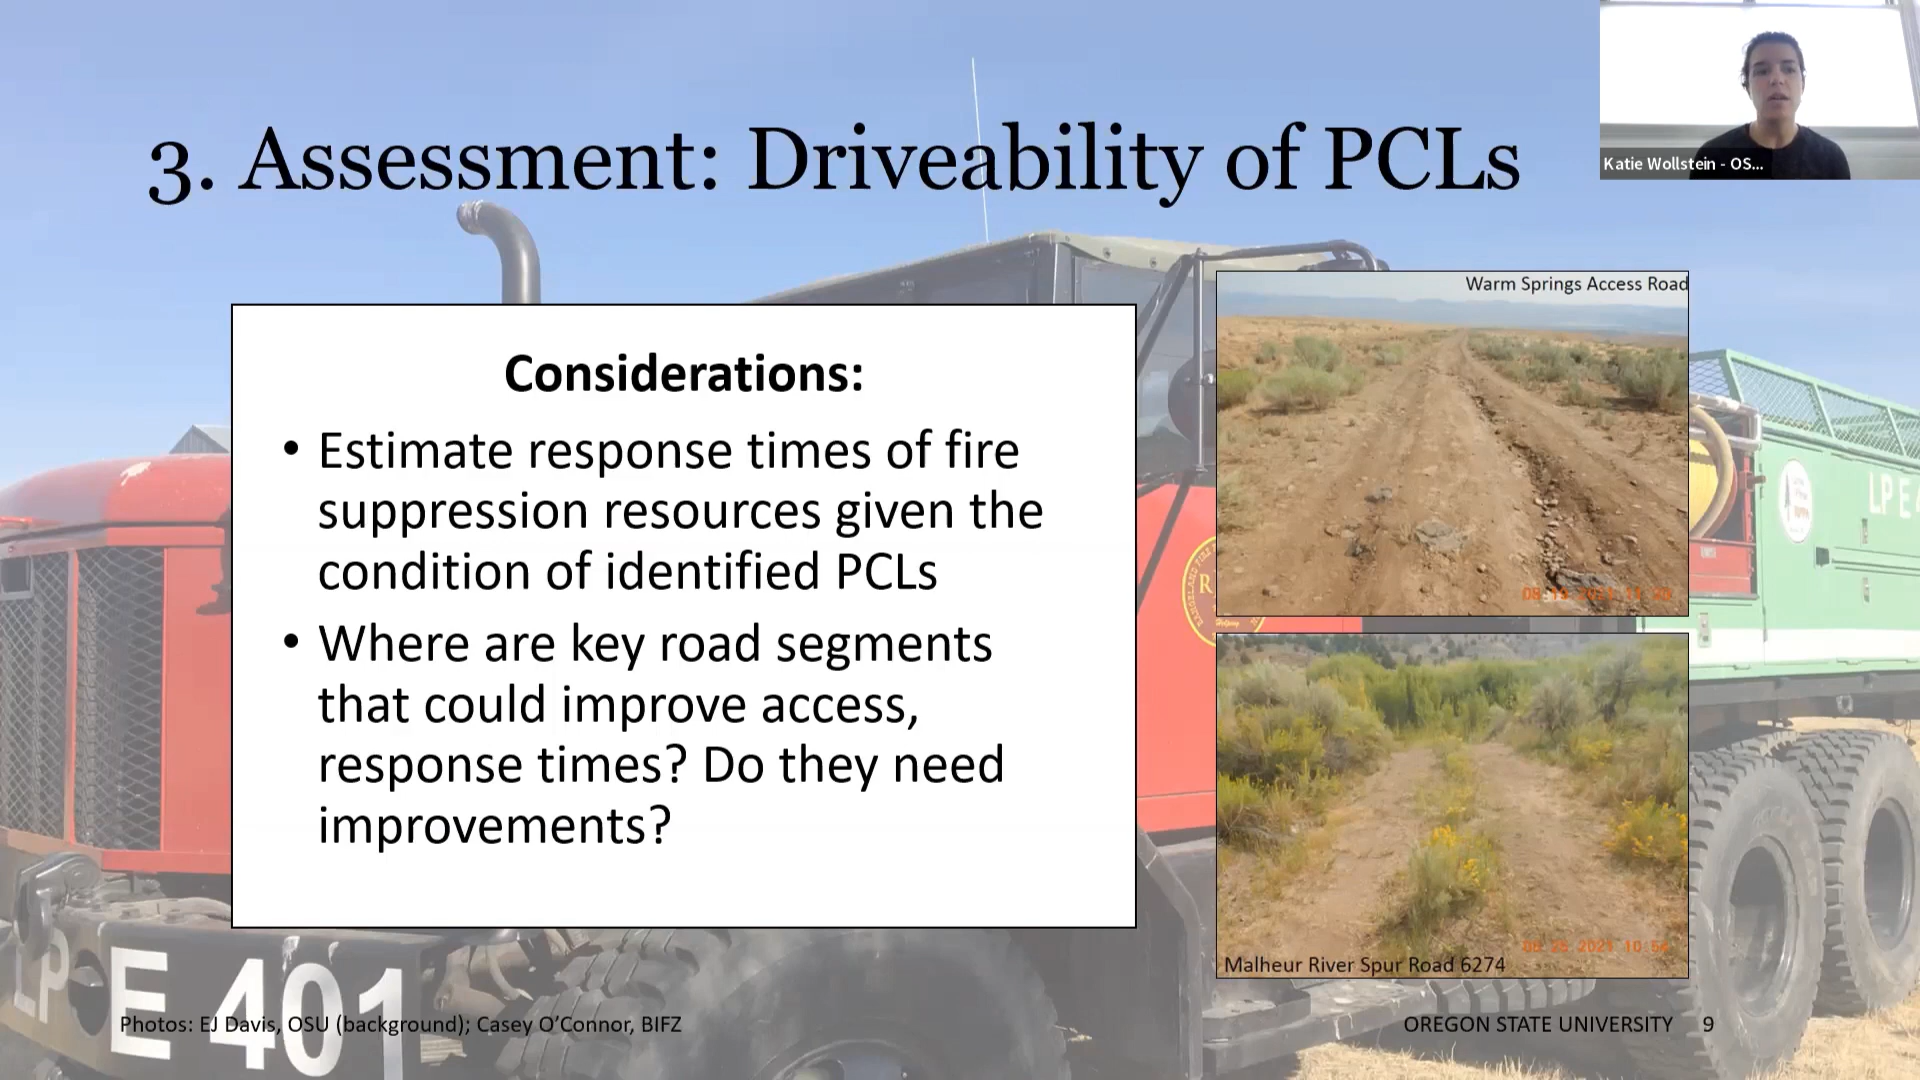 3. Assessment: Driveability of PCLs
Katie Wollstein - OS...
Considerations:
• Estimate response times of fire
suppression resources given the
condition of identified PCLs
• Where are key road segments
that could improve access,
response times? Do they need
improvements?
Warm Springs Access Road
Malheur River Spur Road 6274
LP E
LP E 401
Photos: EJ Davis, OSU (background); Casey O’Connor, BIFZ
OREGON STATE UNIVERSITY 9